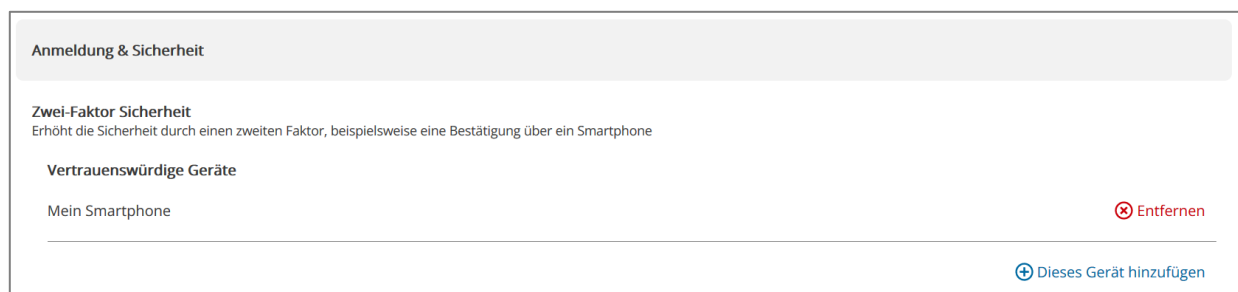 Anmeldung & Sicherheit
Zwei-Faktor Sicherheit
Erhöht die Sicherheit durch einen zweiten Faktor, beispielsweise eine Bestätigung über ein Smartphone
Vertrauenswürdige Geräte
Mein Smartphone
Entfernen
Dieses Gerät hinzufügen